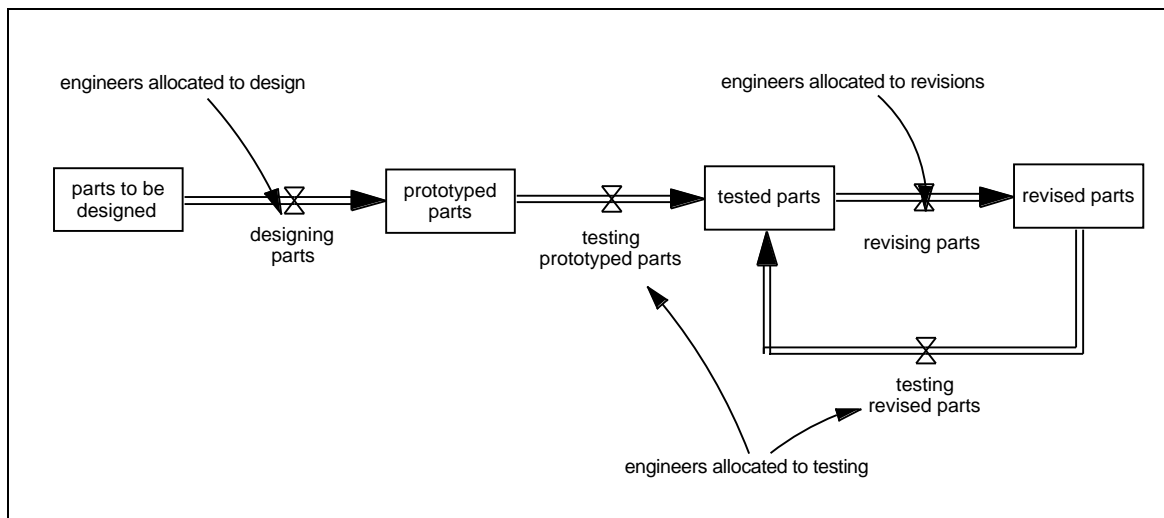 engineers allocated to design
engineers allocated to revisions
parts to be
designed
prototyped
parts
tested parts
revised parts
designing
parts
testing
prototyped parts
revising parts
testing
revised parts
engineers allocated to testing